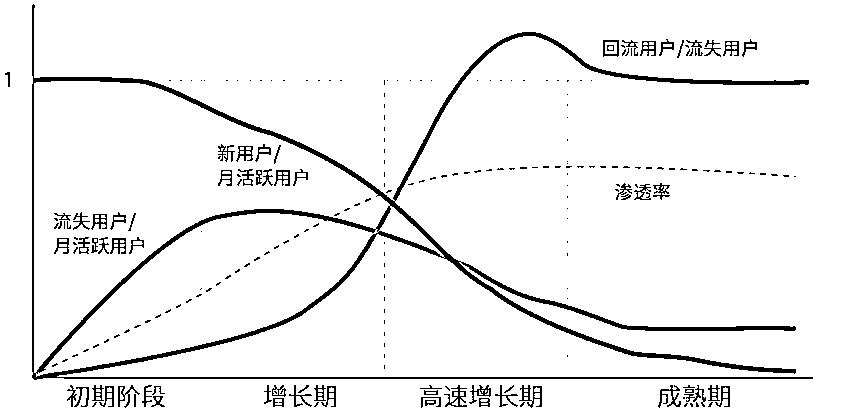 回流用户/流失用户
1
新用户/
月活跃用户
渗透率
流失用户/
月活跃用户
初期阶段
增长期
高速增长期
成熟期